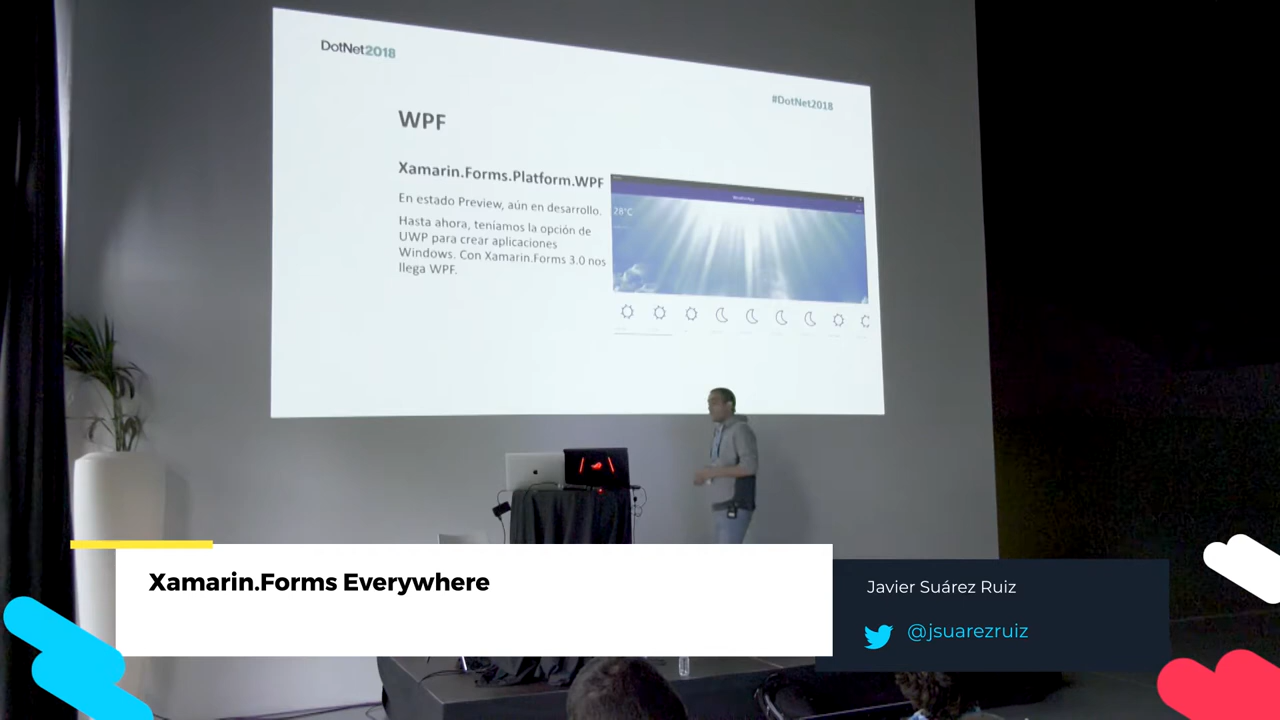 DotNet2018
#DotNet2018
WPF
Xamarin.Forms.Platform.WPF
En estado Preview, aún en desarrollo.
Hasta ahora, teníamos la opción de
UWP para crear aplicaciones
Windows. Con Xamarin.Forms 3.0 nos
llega WPF.
28°C
Xamarin.Forms Everywhere
Javier Suárez Ruiz
@jsuarezruiz